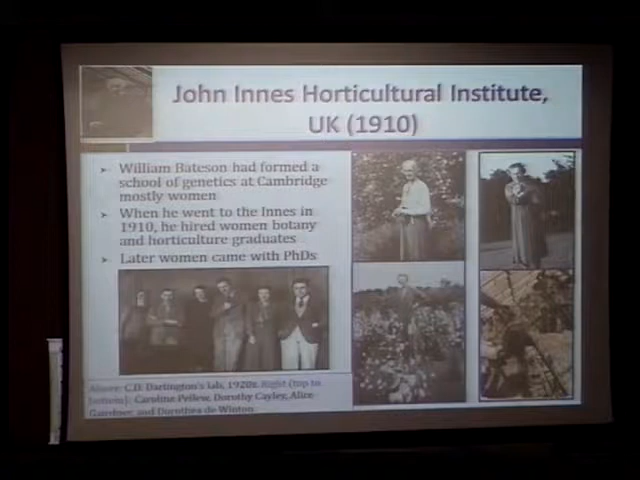 John Innes Horticultural Institute,
UK (1910)
William Bateson had formed a
school of genetics at Cambridge
mostly women
When he went to the Innes in
1910, he hired women botany
and horticulture graduates
Later women came with PhDs
Above: C.D. Darlington's lab, 1920s. Right (top to
bottom): Caroline Pellew, Dorothy Cayley, Alice
Gairdner, and Dorothea de Winton